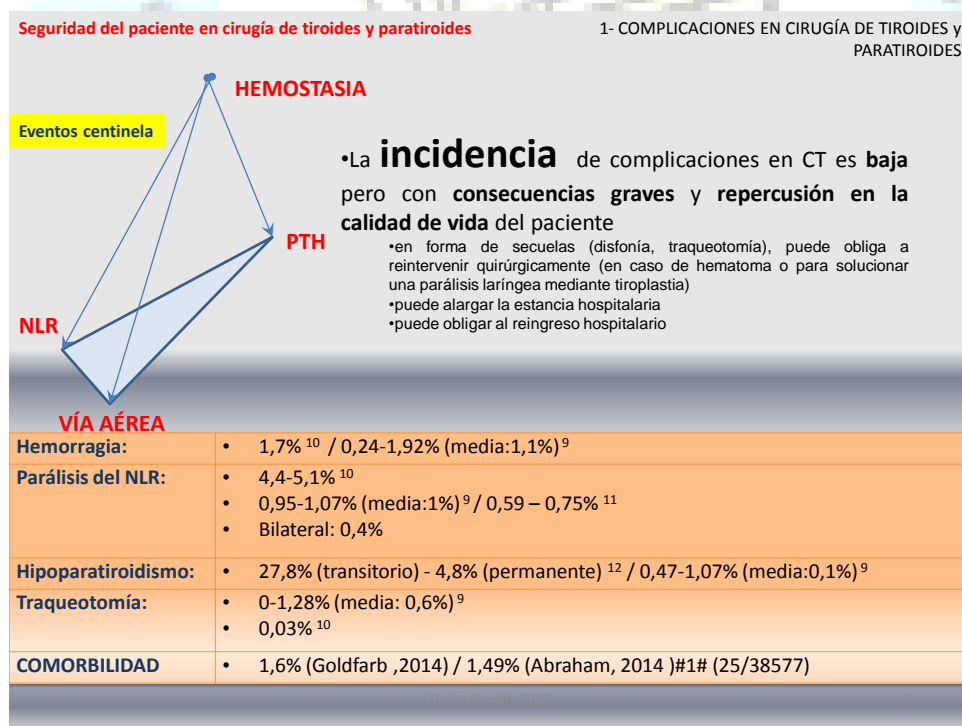 Seguridad del paciente en cirugía de tiroides y paratiroides
1- COMPLICACIONES EN CIRUGÍA DE TIROIDES y
PARATIROIDES
HEMOSTASIA
Eventos centinela
•La incidencia de complicaciones en CT es baja
pero con consecuencias graves y repercusión en la
calidad de vida del paciente
•en forma de secuelas (disfonía, traqueotomía), puede obliga a
reintervenir quirúrgicamente (en caso de hematoma o para solucionar
una parálisis laríngea mediante tiroplastia)
•puede alargar la estancia hospitalaria
•puede obligar al reingreso hospitalario
PTH
NLR
VÍA AÉREA
Hemorragia: • 1,7% 10 / 0,24-1,92% (media:1,1%) 9
Parálisis del NLR: • 4,4-5,1% 10
• 0,95-1,07% (media:1%) 9 / 0,59 – 0,75% 11
• Bilateral: 0,4%
Hipoparatiroidismo: • 27,8% (transitorio) - 4,8% (permanente) 12 / 0,47-1,07% (media:0,1%) 9
Traqueotomía: • 0-1,28% (media: 0,6%) 9
• 0,03% 10
COMORBILIDAD • 1,6% (Goldfarb ,2014) / 1,49% (Abraham, 2014 )#1# (25/38577)
2015
5